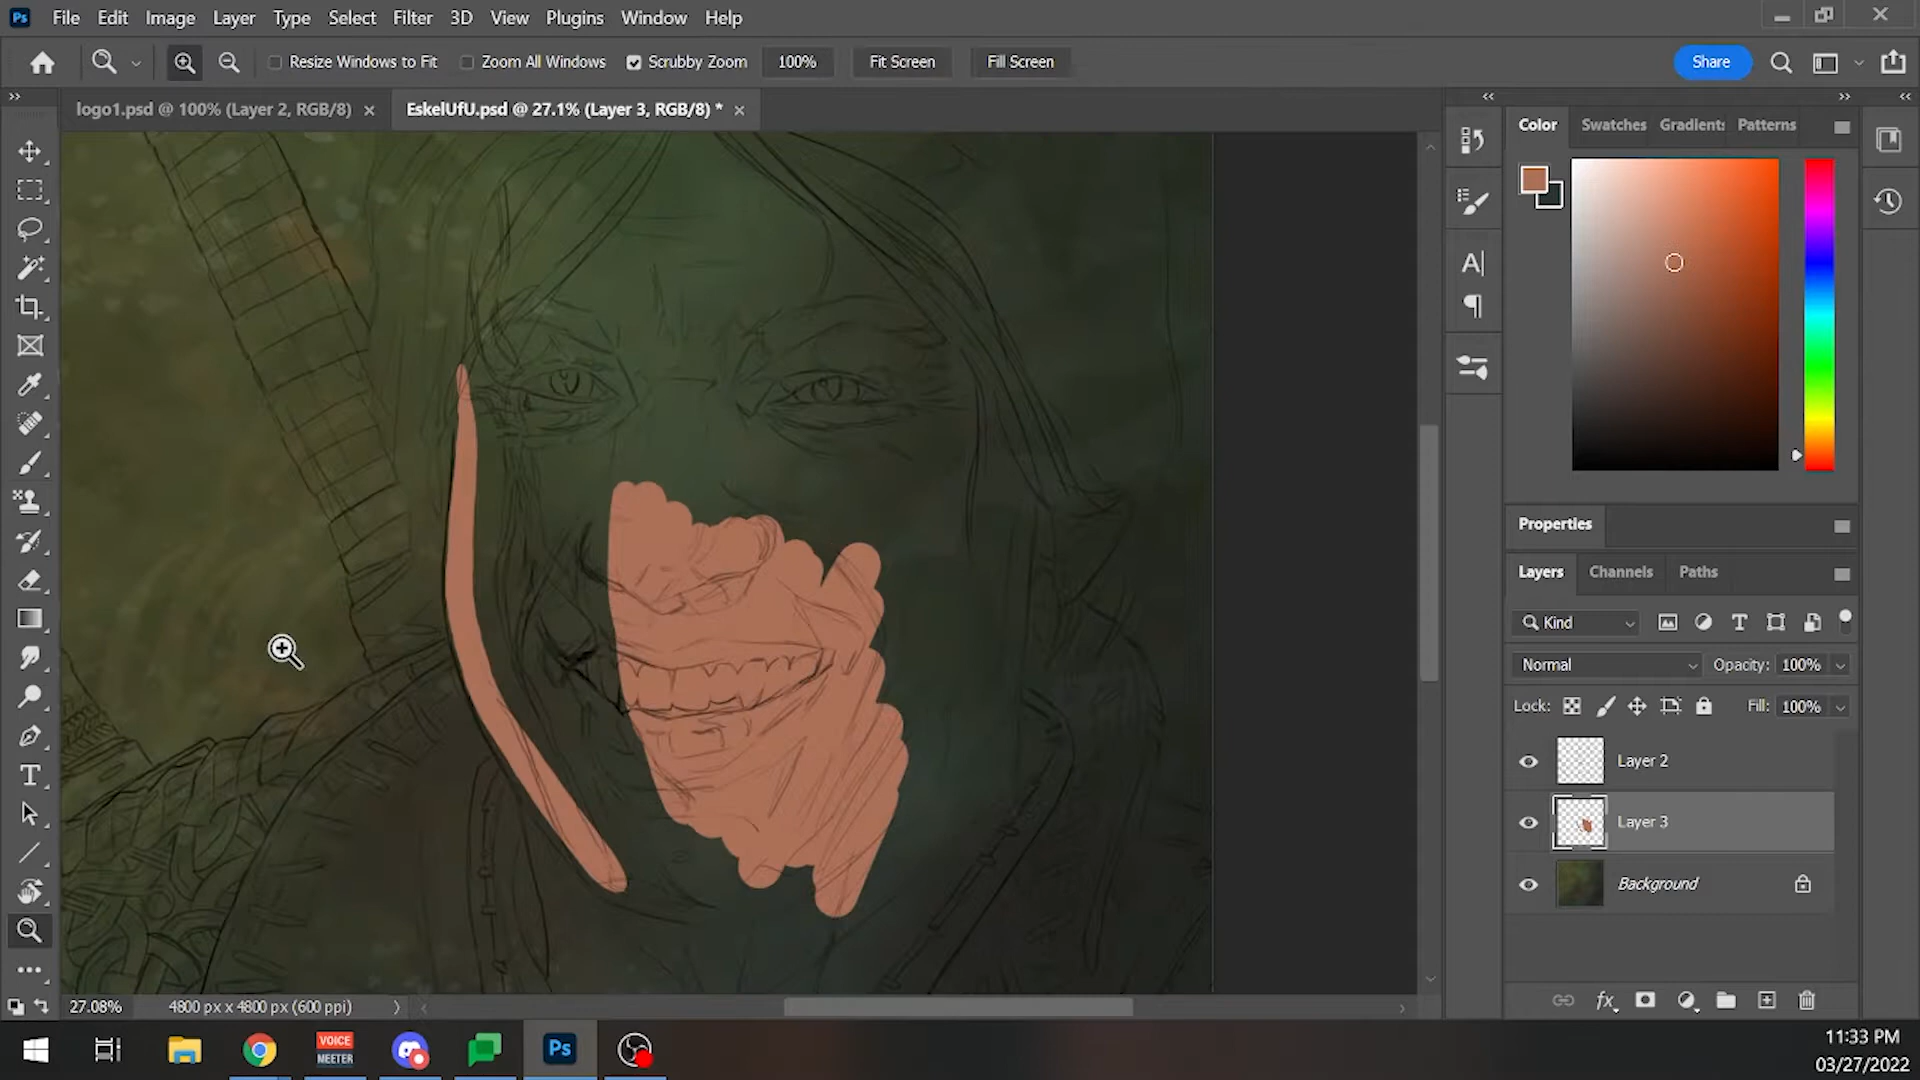 Ps File Edit Image Layer Type Select Filter 3D View Plugins Window Help
Resize Windows to Fit Zoom All Windows Scrubby Zoom 100% Fit Screen Fill Screen Share
logo1.psd @ 100% (Layer 2, RGB/8) EskelUfU.psd @ 27.1% (Layer 3, RGB/8) *
Color Swatches Gradients Patterns
Properties
Layers Channels Paths
Kind
Normal Opacity: 100%
Lock: Fill: 100%
Layer 2
Layer 3
Background
fx
27.08% 4800 px x 4800 px (600 ppi)
VOICE
MEETER
Ps
11:33 PM
03/27/2022